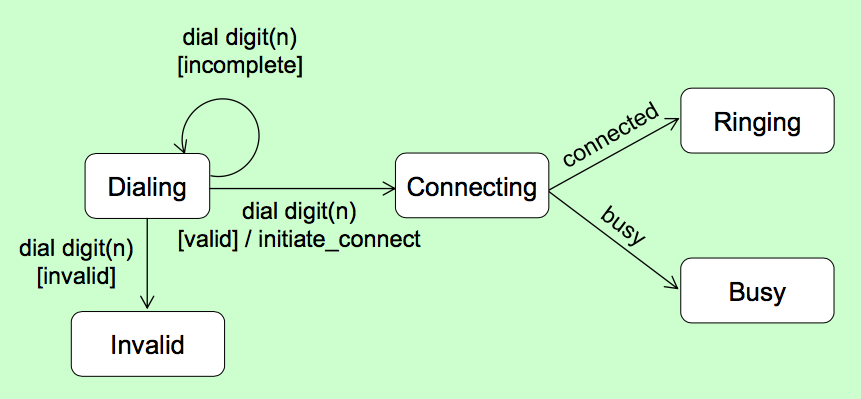 dial digit(n)
[incomplete]
Dialing
Connecting
connected
Ringing
dial digit(n)
[valid] / initiate_connect
dial digit(n)
[invalid]
busy
Busy
Invalid